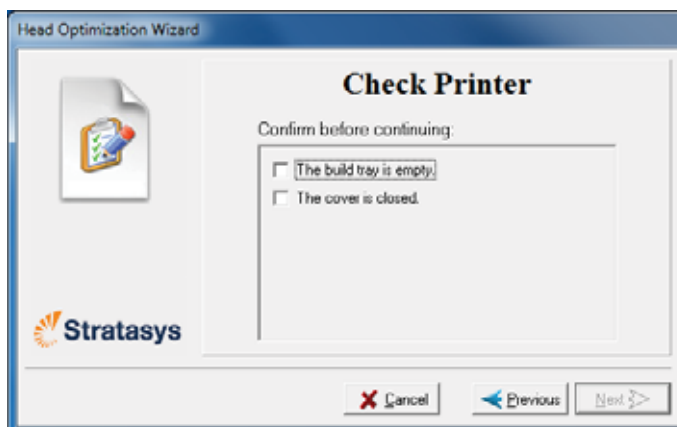 Head Optimization Wizard
Check Printer
Confirm before continuing:
The build tray is empty.
The cover is closed.
Stratasys
Cancel
Previous
Next